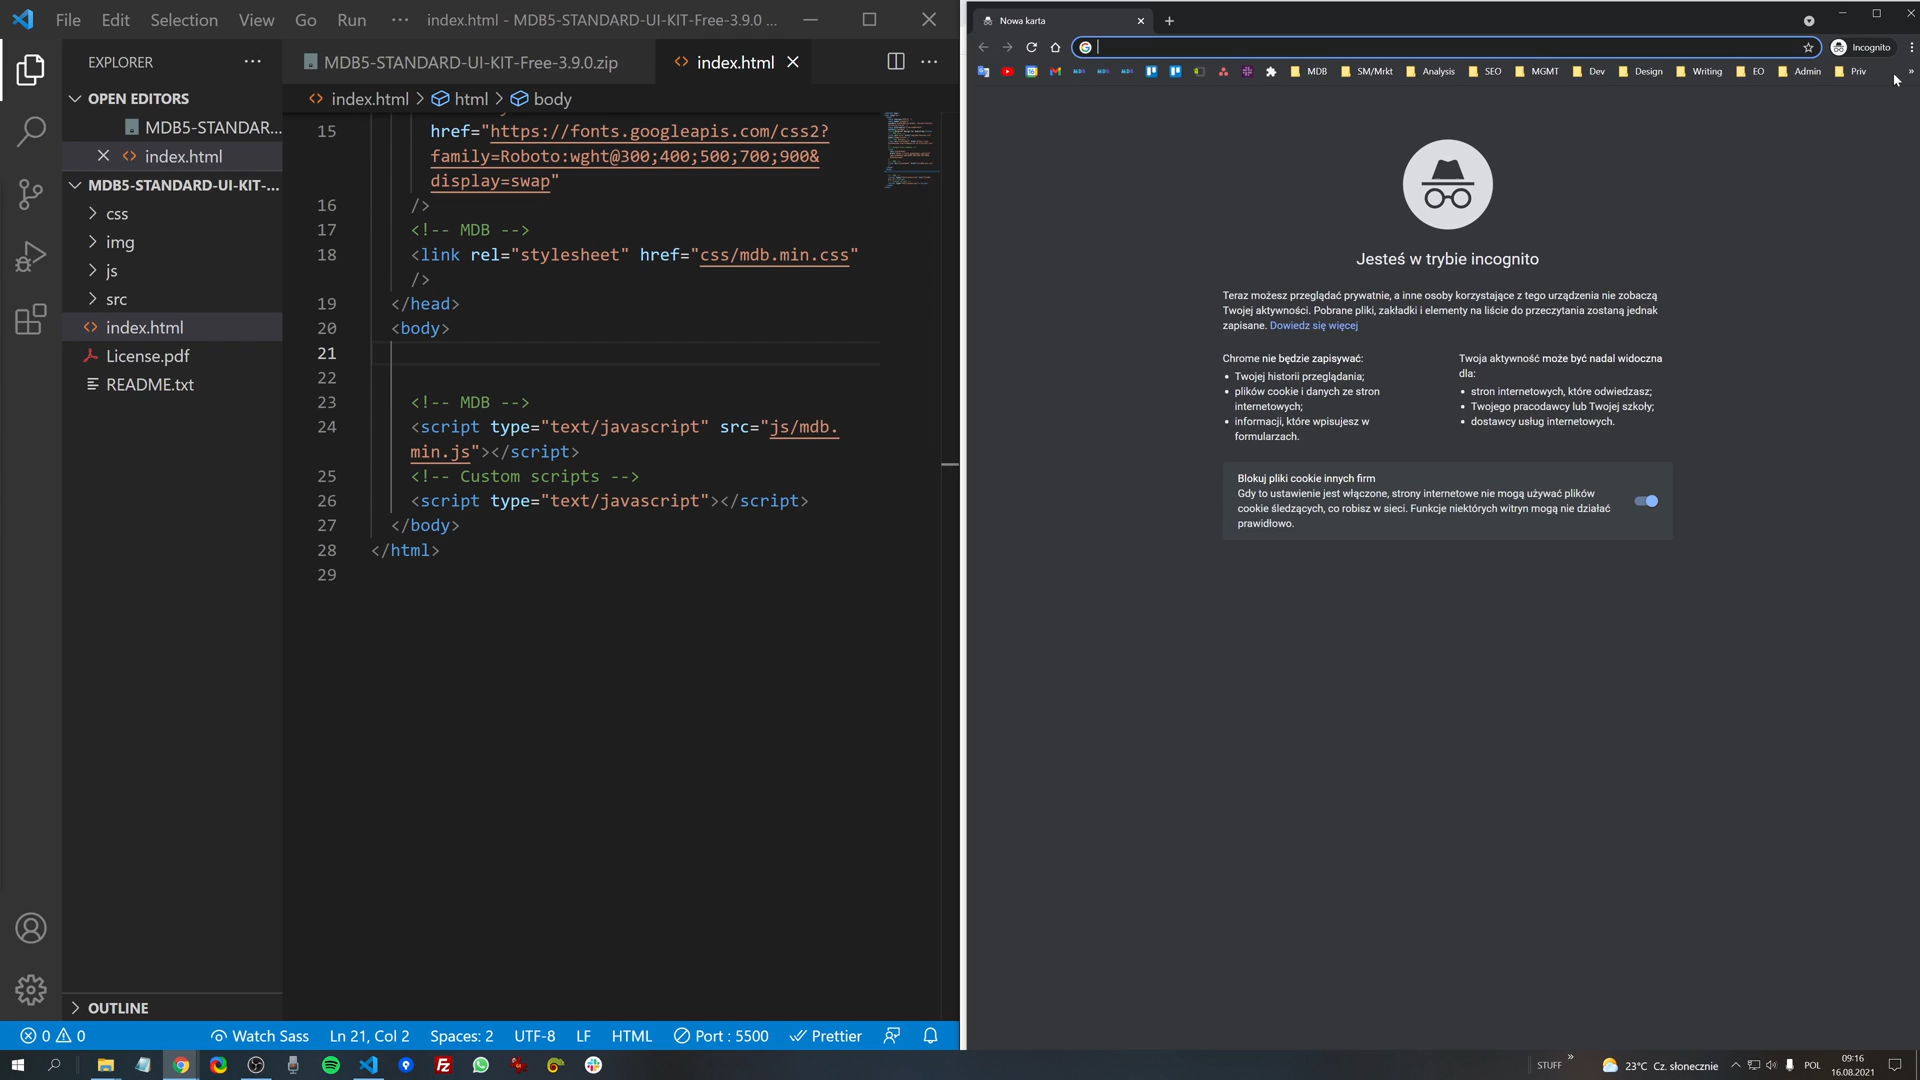 File Edit Selection View Go Run ··· index.html - MDB5-STANDARD-UI-KIT-Free-3.9.0 ...
EXPLORER
OPEN EDITORS
MDB5-STANDAR...
index.html
MDB5-STANDARD-UI-KIT-...
css
img
js
src
index.html
License.pdf
README.txt
OUTLINE
MDB5-STANDARD-UI-KIT-Free-3.9.0.zip
index.html
index.html > html > body
15 href="https://fonts.googleapis.com/css2?
family=Roboto:wght@300;400;500;700;900&
display=swap"
16 />
17 <!-- MDB -->
18 <link rel="stylesheet" href="css/mdb.min.css"
/>
19 </head>
20 <body>
21
22
23 <!-- MDB -->
24 <script type="text/javascript" src="js/mdb.
min.js"></script>
25 <!-- Custom scripts -->
26 <script type="text/javascript"></script>
27 </body>
28 </html>
29
0 0 Watch Sass Ln 21, Col 2 Spaces: 2 UTF-8 LF HTML Port : 5500 Prettier
Nowa karta
Incognito
MDB SM/Mrkt Analysis SEO MGMT Dev Design Writing EO Admin Priv »
Jesteś w trybie incognito
Teraz możesz przeglądać prywatnie, a inne osoby korzystające z tego urządzenia nie zobaczą
Twojej aktywności. Pobrane pliki, zakładki i elementy na liście do przeczytania zostaną jednak
zapisane. Dowiedz się więcej
Chrome nie będzie zapisywać:
• Twojej historii przeglądania;
• plików cookie i danych ze stron
internetowych;
• informacji, które wpisujesz w
formularzach.
Twoja aktywność może być nadal widoczna
dla:
• stron internetowych, które odwiedzasz;
• Twojego pracodawcy lub Twojej szkoły;
• dostawcy usług internetowych.
Blokuj pliki cookie innych firm
Gdy to ustawienie jest włączone, strony internetowe nie mogą używać plików
cookie śledzących, co robisz w sieci. Funkcje niektórych witryn mogą nie działać
prawidłowo.
STUFF » 23°C Cz. słonecznie POL 09:16
16.08.2021